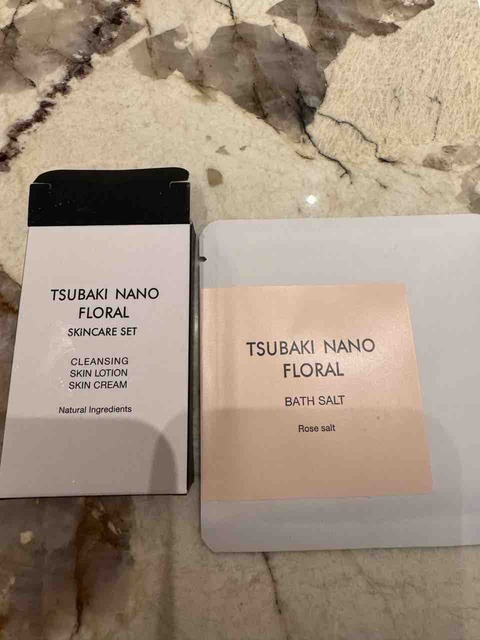 TSUBAKI NANO
FLORAL
SKINCARE SET
CLEANSING
SKIN LOTION
SKIN CREAM
Natural Ingredients
TSUBAKI NANO
FLORAL
BATH SALT
Rose salt